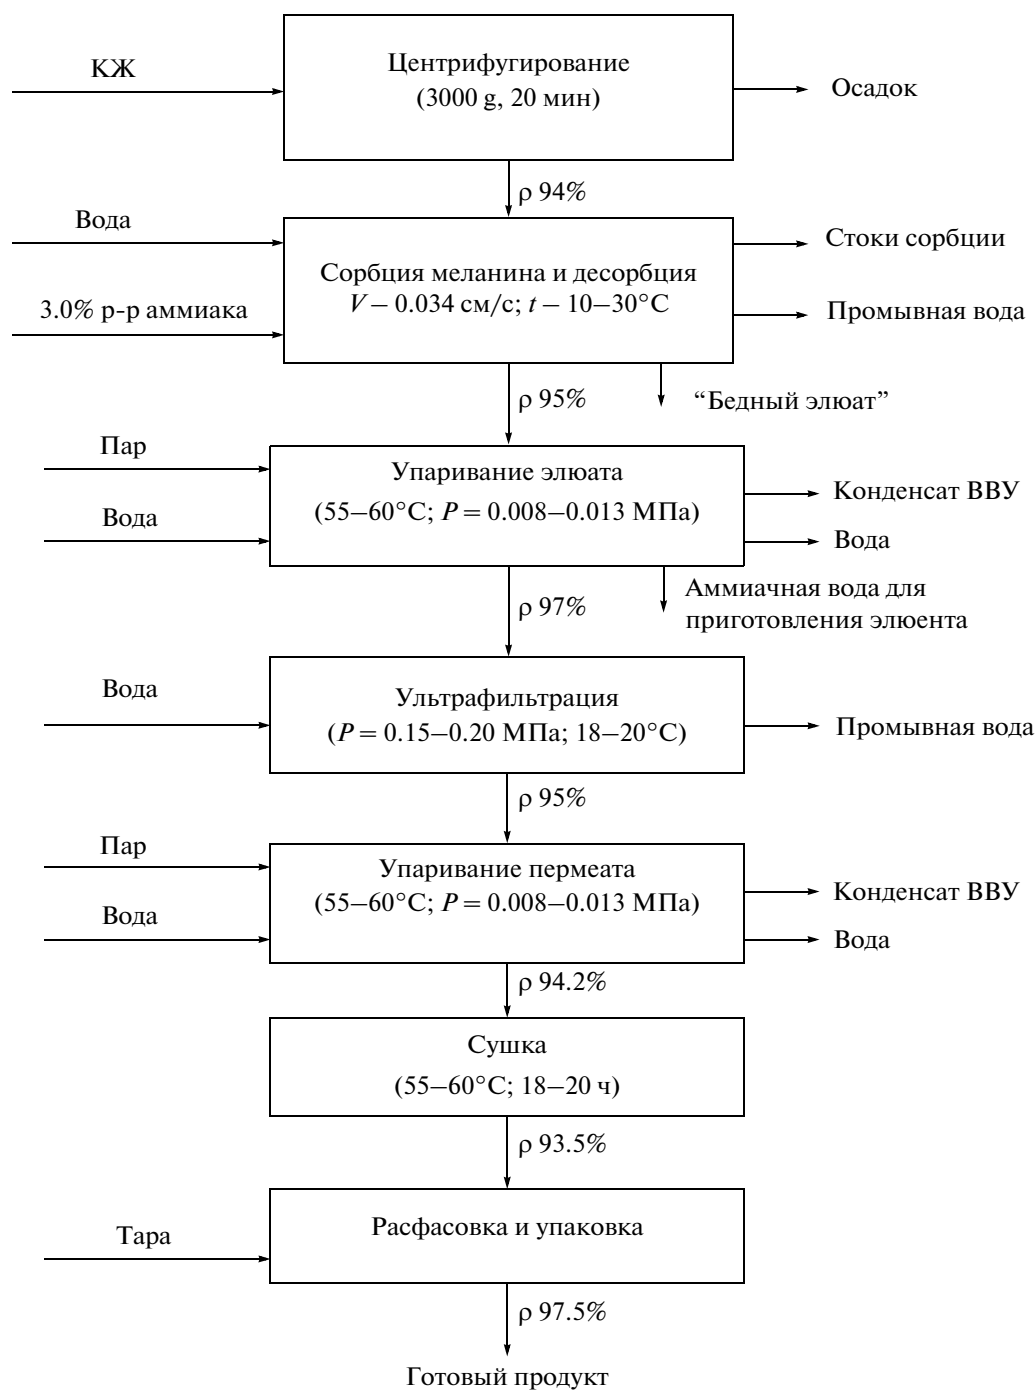 КЖ
Центрифугирование
(3000 g, 20 мин)
Осадок
ρ 94%
Вода
3.0% р-р аммиака
Сорбция меланина и десорбция
V – 0.034 см/с; t – 10–30°C
Стоки сорбции
Промывная вода
ρ 95%
“Бедный элюат”
Пар
Вода
Упаривание элюата
(55–60°C; P = 0.008–0.013 МПа)
Конденсат ВВУ
Вода
ρ 97%
Аммиачная вода для
приготовления элюента
Вода
Ультрафильтрация
(P = 0.15–0.20 МПа; 18–20°C)
Промывная вода
ρ 95%
Пар
Вода
Упаривание пермеата
(55–60°C; P = 0.008–0.013 МПа)
Конденсат ВВУ
Вода
ρ 94.2%
Сушка
(55–60°C; 18–20 ч)
ρ 93.5%
Тара
Расфасовка и упаковка
ρ 97.5%
Готовый продукт